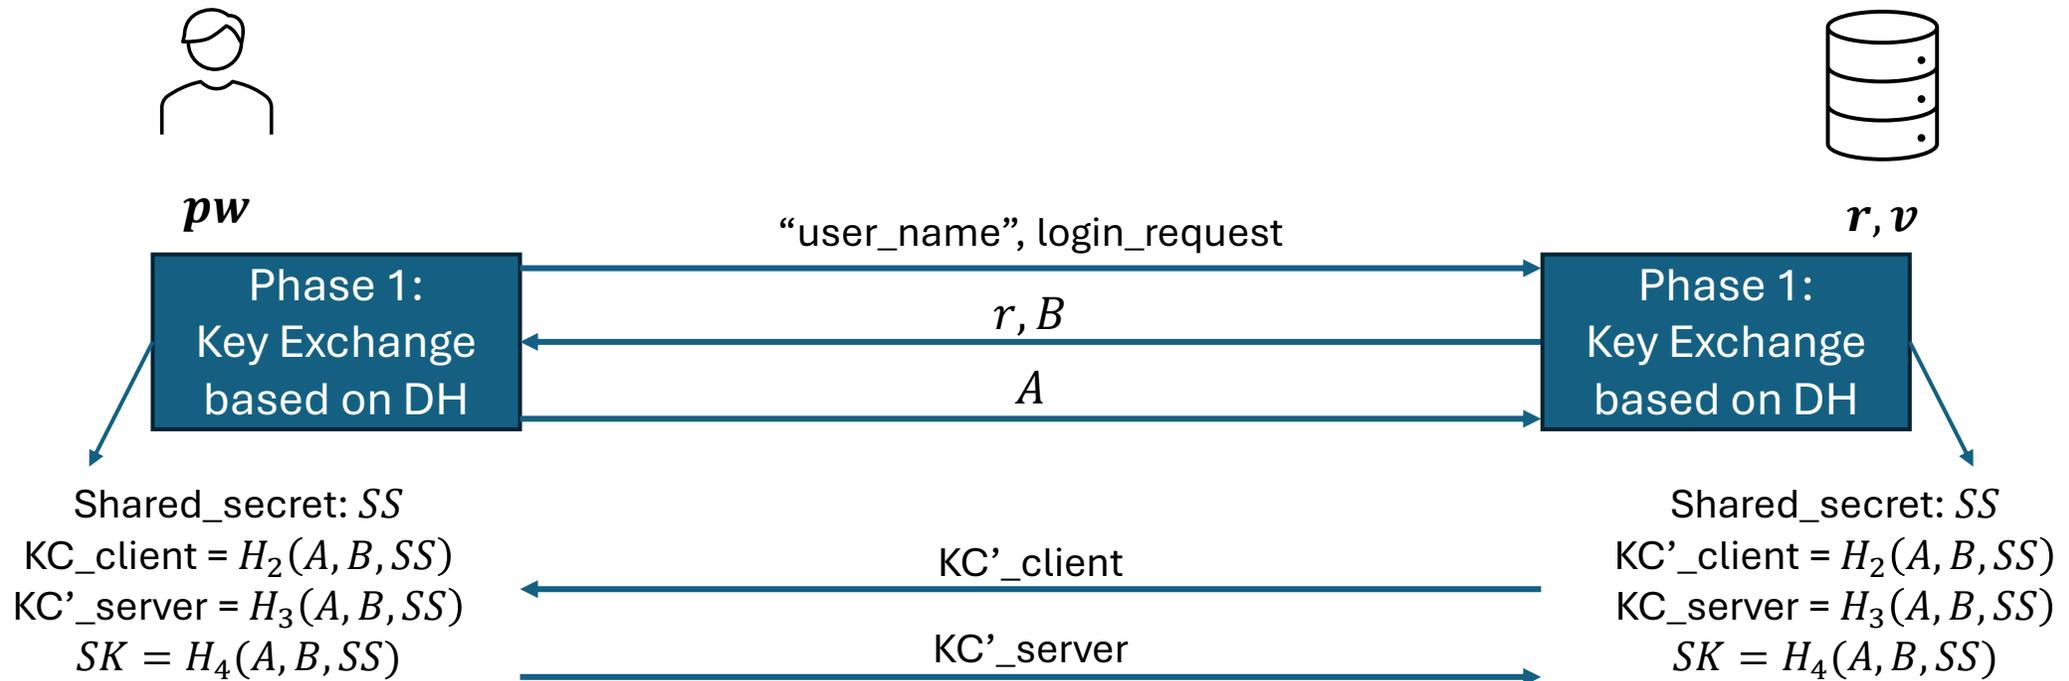 pw
r, v
“user_name”, login_request
Phase 1:
Key Exchange
based on DH
r, B
A
Phase 1:
Key Exchange
based on DH
Shared_secret: SS
KC_client = H₂(A, B, SS)
KC’_server = H₃(A, B, SS)
SK = H₄(A, B, SS)
KC’_client
KC’_server
Shared_secret: SS
KC’_client = H₂(A, B, SS)
KC_server = H₃(A, B, SS)
SK = H₄(A, B, SS)